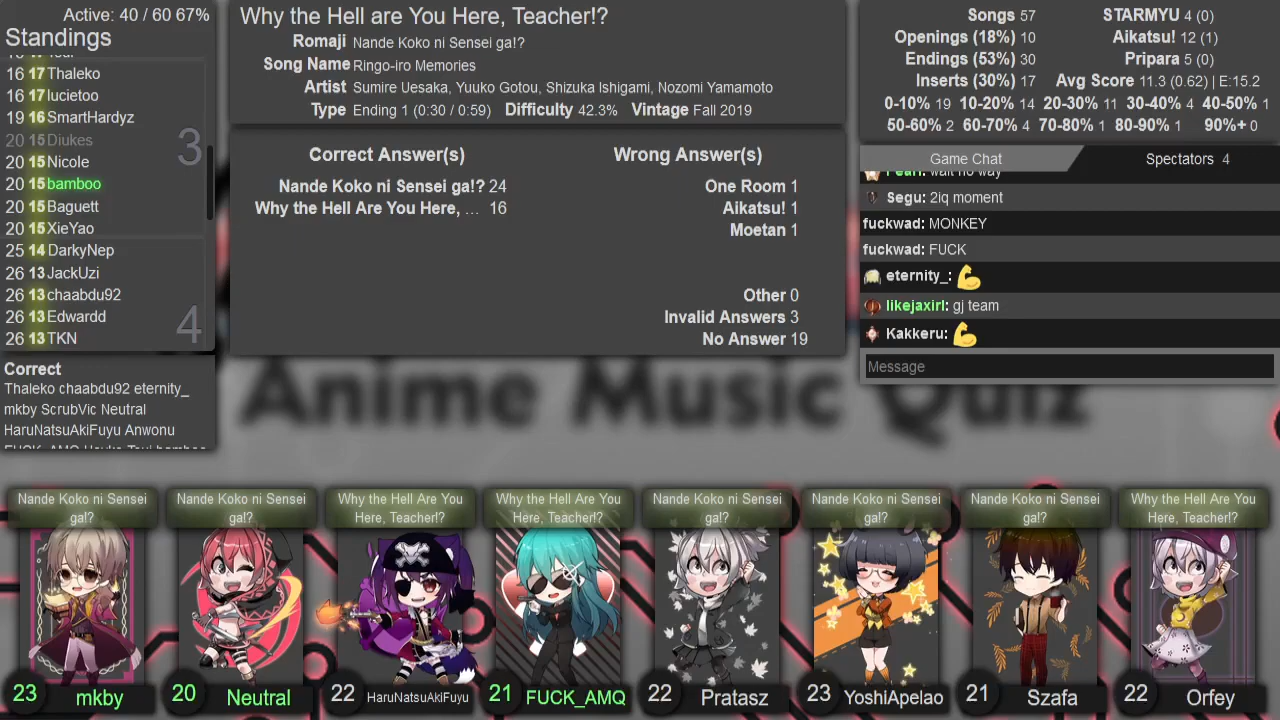 Active: 40 / 60 67%
Standings
16 17 Thaleko
16 17 lucietoo
19 16 SmartHardyz
20 15 Diukes
20 15 Nicole
20 15 bamboo
20 15 Baguett
20 15 XieYao
25 14 DarkyNep
26 13 JackUzi
26 13 chaabdu92
26 13 Edwardd
26 13 TKN
3
4
Correct
Thaleko chaabdu92 eternity_
mkby ScrubVic Neutral
HaruNatsuAkiFuyu Anwonu
Why the Hell are You Here, Teacher!?
Romaji Nande Koko ni Sensei ga!?
Song Name Ringo-iro Memories
Artist Sumire Uesaka, Yuuko Gotou, Shizuka Ishigami, Nozomi Yamamoto
Type Ending 1 (0:30 / 0:59) Difficulty 42.3% Vintage Fall 2019
Correct Answer(s)
Nande Koko ni Sensei ga!? 24
Why the Hell Are You Here, ... 16
Wrong Answer(s)
One Room 1
Aikatsu! 1
Moetan 1
Other 0
Invalid Answers 3
No Answer 19
Songs 57
Openings (18%) 10
Endings (53%) 30
Inserts (30%) 17
STARMYU 4 (0)
Aikatsu! 12 (1)
Pripara 5 (0)
Avg Score 11.3 (0.62) | E:15.2
0-10% 19 10-20% 14 20-30% 11 30-40% 4 40-50% 1
50-60% 2 60-70% 4 70-80% 1 80-90% 1 90%+ 0
Game Chat
Spectators 4
Pearl: wait no way
Segu: 2iq moment
fuckwad: MONKEY
fuckwad: FUCK
eternity_: 💪
likejaxirl: gj team
Kakkeru: 💪
Message
Anime Music Quiz
Nande Koko ni Sensei
ga!?
Nande Koko ni Sensei
ga!?
Why the Hell Are You
Here, Teacher!?
Why the Hell Are You
Here, Teacher!?
Nande Koko ni Sensei
ga!?
Nande Koko ni Sensei
ga!?
Nande Koko ni Sensei
ga!?
Why the Hell Are You
Here, Teacher!?
23 mkby
20 Neutral
22 HaruNatsuAkiFuyu
21 FUCK_AMQ
22 Pratasz
23 YoshiApelao
21 Szafa
22 Orfey